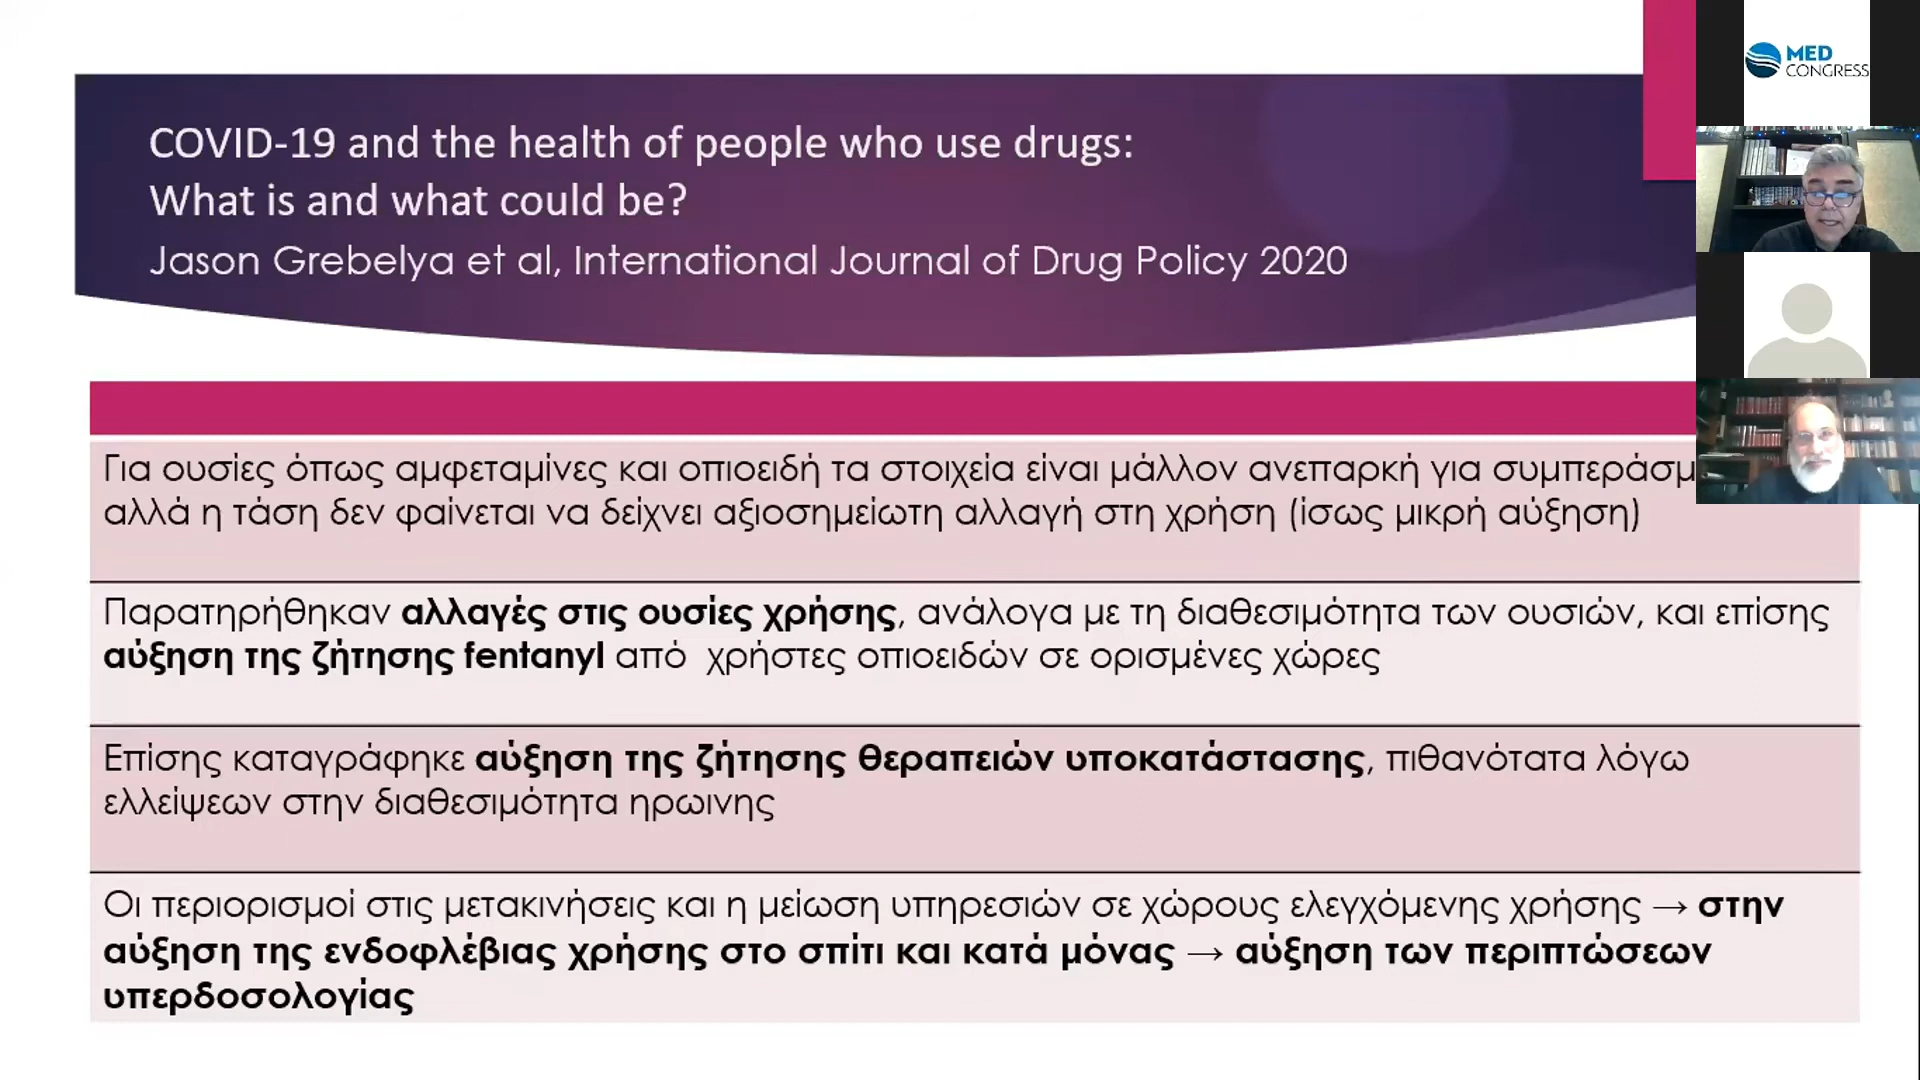 COVID-19 and the health of people who use drugs:
What is and what could be?
Jason Grebelya et al, International Journal of Drug Policy 2020
MED
CONGRESS
Για ουσίες όπως αμφεταμίνες και οπιοειδή τα στοιχεία είναι μάλλον ανεπαρκή για
αλλά η τάση δεν φαίνεται να δείχνει αξιοσημείωτη αλλαγή στη χρήση (ίσως μικρή αύξηση)
Παρατηρήθηκαν αλλαγές στις ουσίες χρήσης, ανάλογα με τη διαθεσιμότητα των ουσιών, και επίσης
αύξηση της ζήτησης fentanyl από χρήστες οπιοειδών σε ορισμένες χώρες
Επίσης καταγράφηκε αύξηση της ζήτησης θεραπειών υποκατάστασης, πιθανότατα λόγω
ελλείψεων στην διαθεσιμότητα ηρωινης
Οι περιορισμοί στις μετακινήσεις και η μείωση υπηρεσιών σε χώρους ελεγχόμενης χρήσης → στην
αύξηση της ενδοφλέβιας χρήσης στο σπίτι και κατά μόνας → αύξηση των περιπτώσεων
υπερδοσολογίας